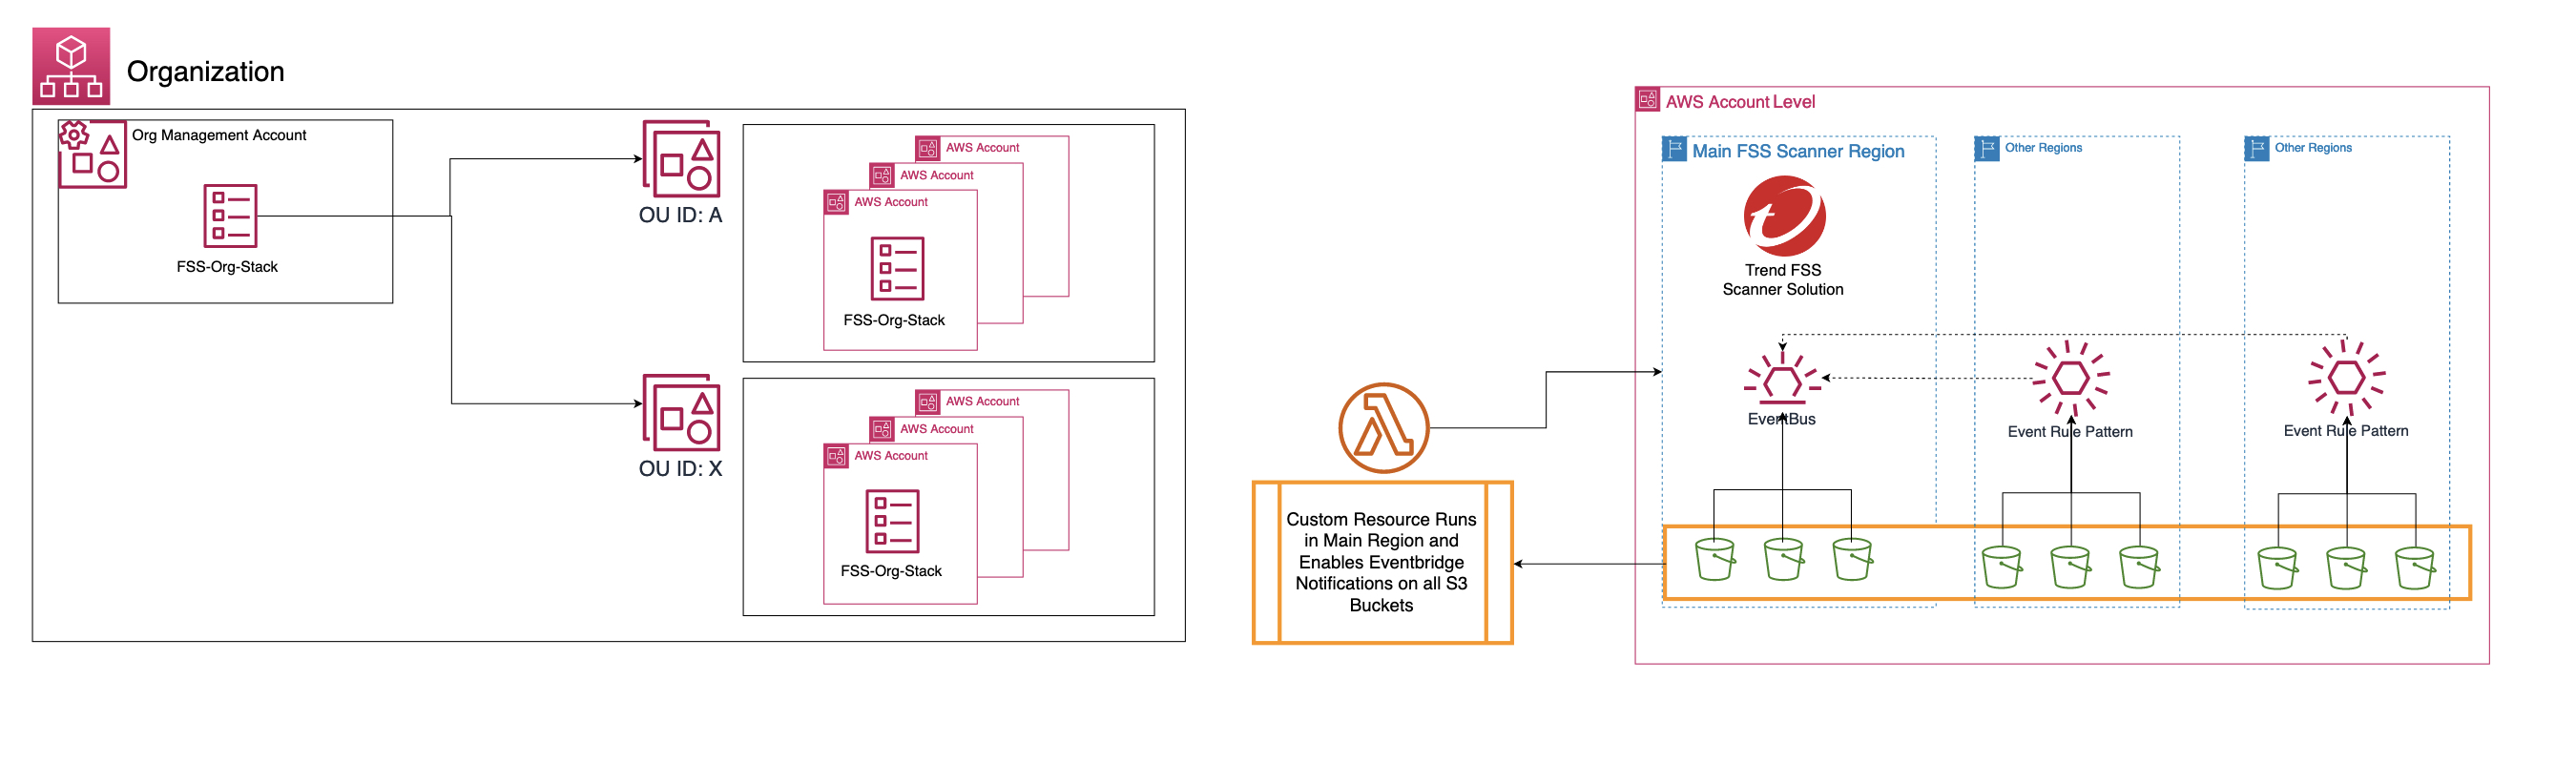 Organization
Org Management Account
FSS-Org-Stack
OU ID: A
AWS Account
AWS Account
AWS Account
FSS-Org-Stack
OU ID: X
AWS Account
AWS Account
AWS Account
FSS-Org-Stack
Custom Resource Runs
in Main Region and
Enables Eventbridge
Notifications on all S3
Buckets
AWS Account Level
Main FSS Scanner Region
Trend FSS
Scanner Solution
EventBus
Other Regions
Event Rule Pattern
Other Regions
Event Rule Pattern